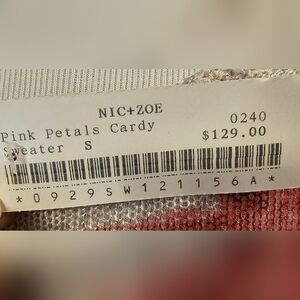 NIC+ZOE
Pink Petals Cardy 0240
Sweater S $129.00
*0929SW121156A*